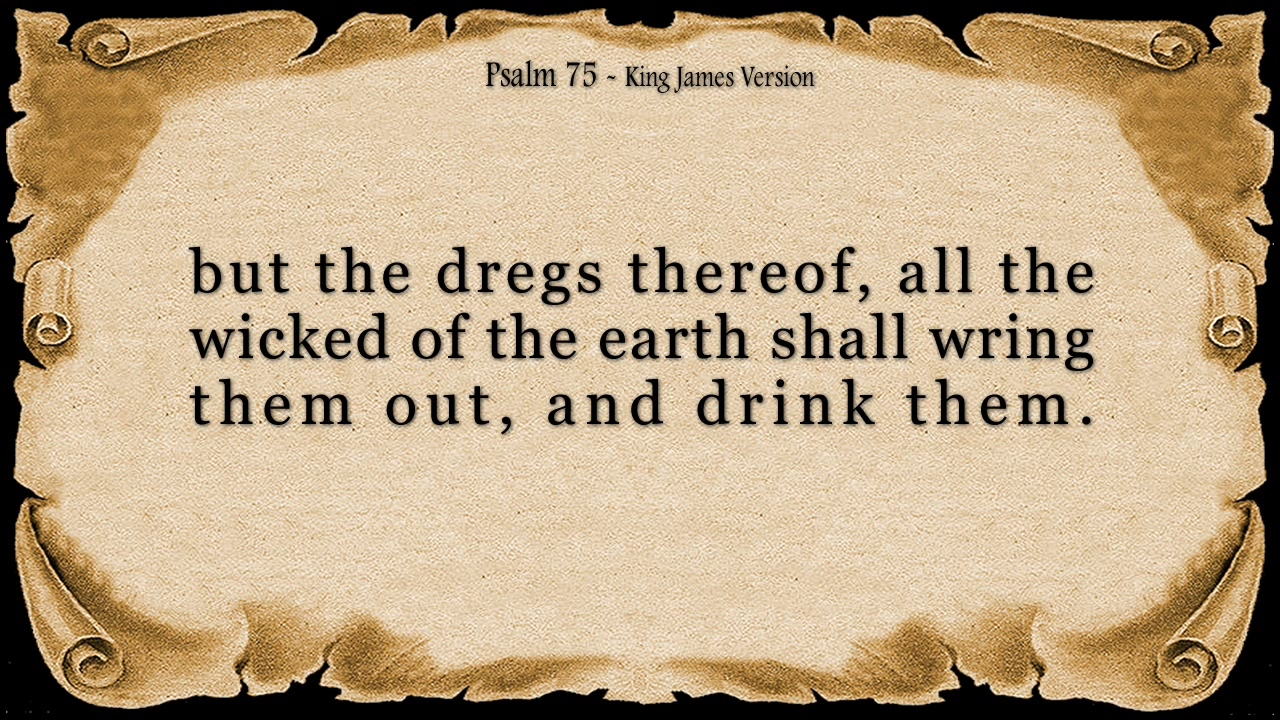 Psalm 75 - King James Version
but the dregs thereof, all the
wicked of the earth shall wring
them out, and drink them.